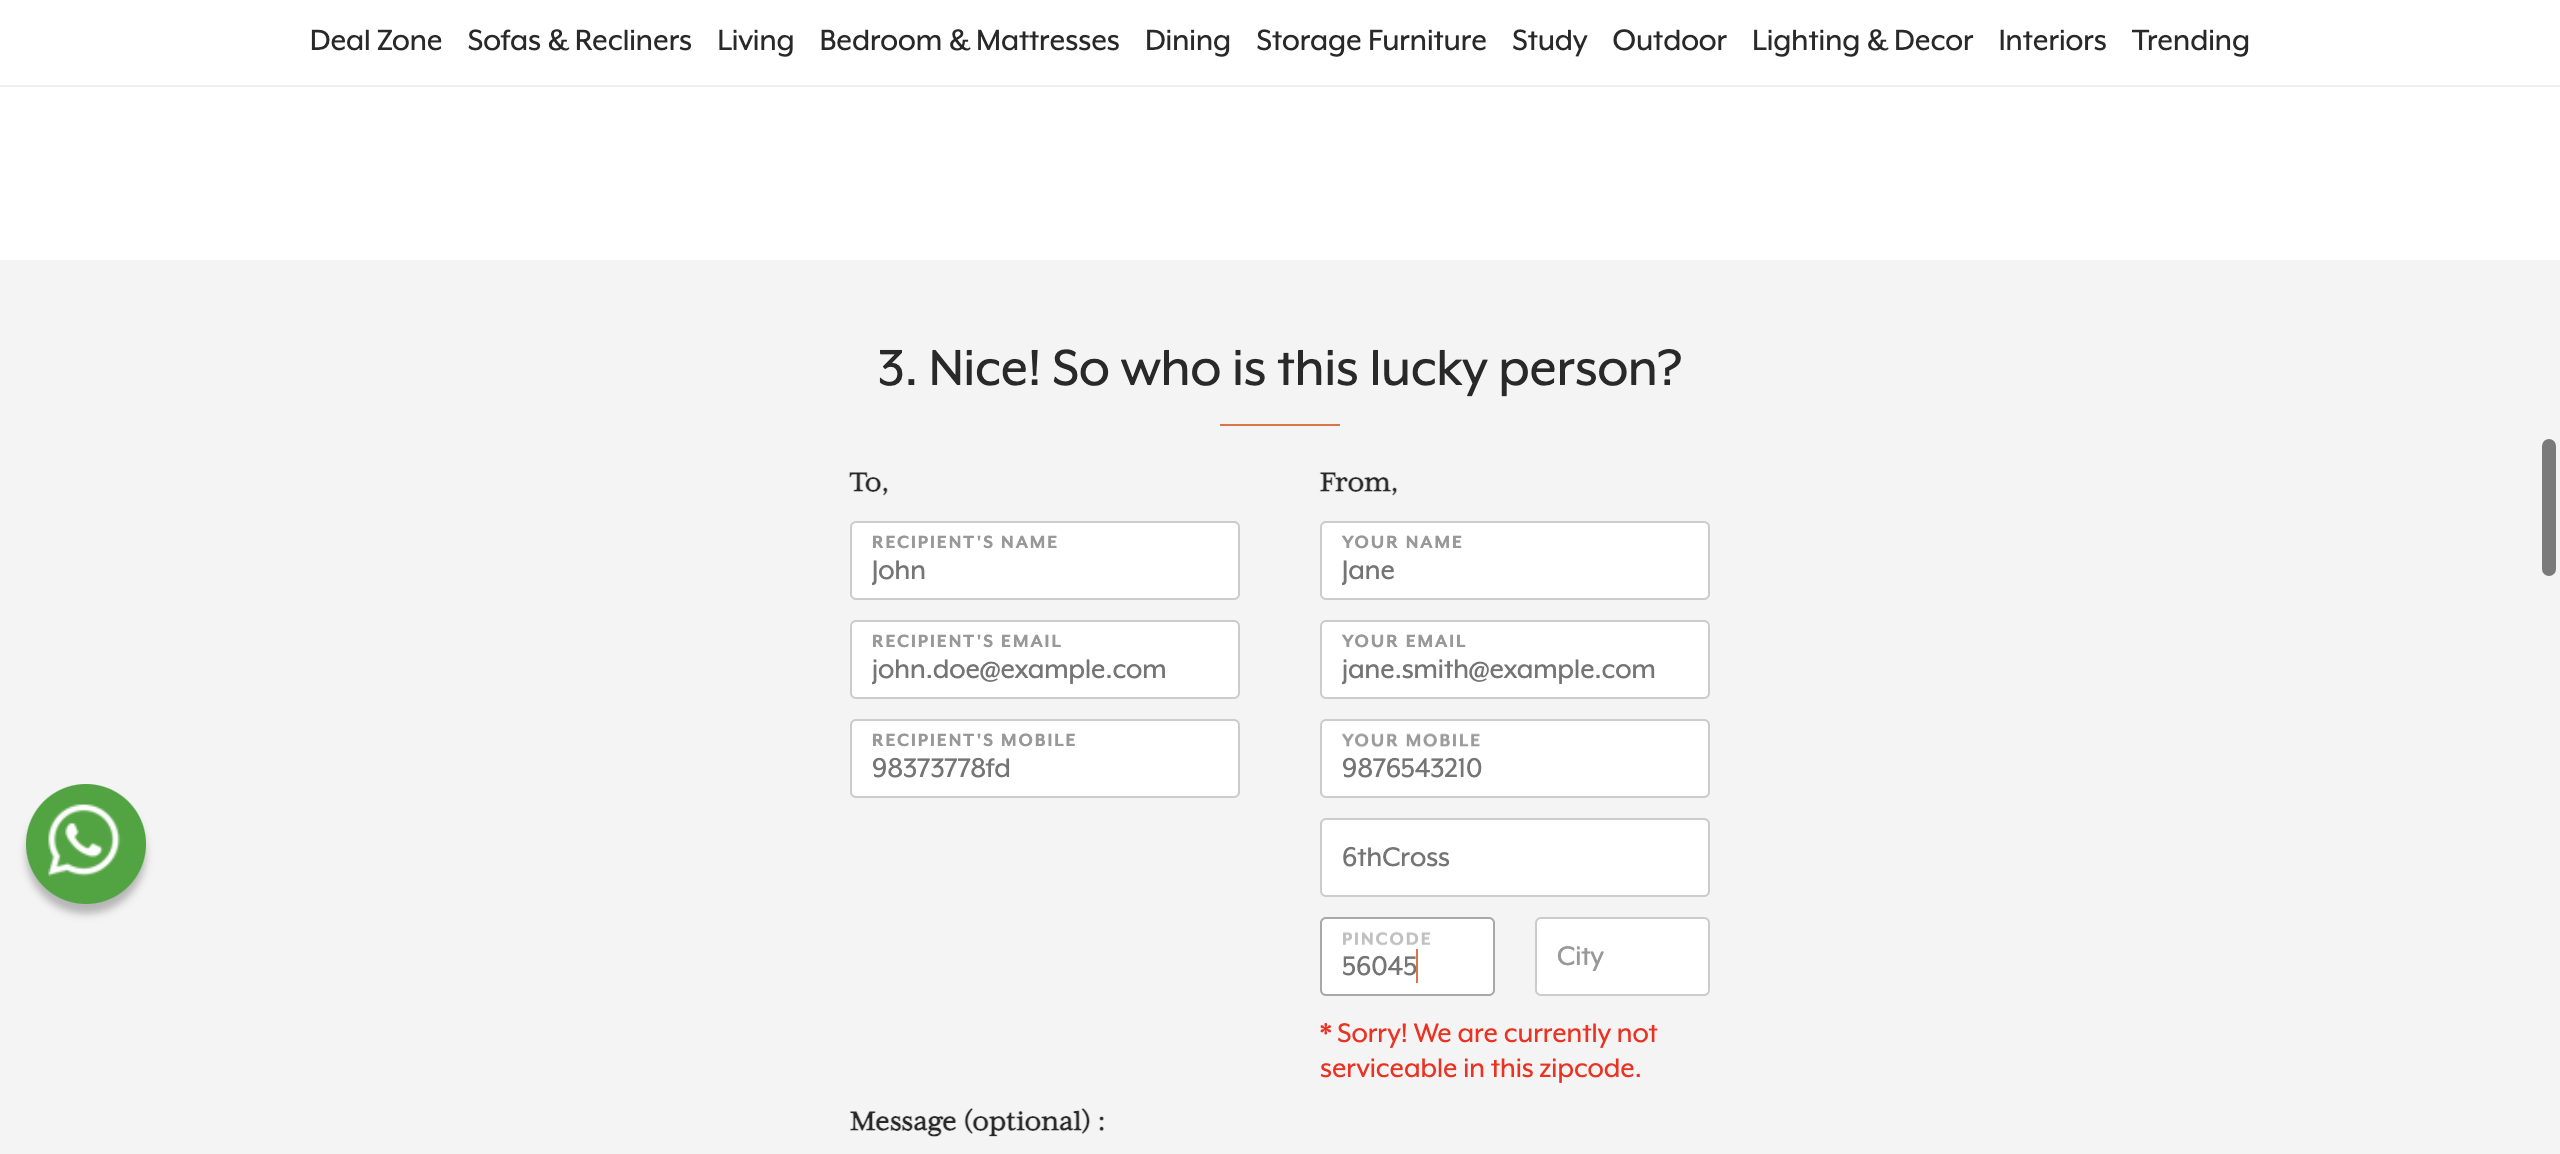 Deal Zone Sofas & Recliners Living Bedroom & Mattresses Dining Storage Furniture Study Outdoor Lighting & Decor Interiors Trending
3. Nice! So who is this lucky person?
To,
RECIPIENT'S NAME
John
RECIPIENT'S EMAIL
john.doe@example.com
RECIPIENT'S MOBILE
98373778fd
From,
YOUR NAME
Jane
YOUR EMAIL
jane.smith@example.com
YOUR MOBILE
9876543210
6thCross
PINCODE
56045
City
* Sorry! We are currently not
serviceable in this zipcode.
Message (optional) :